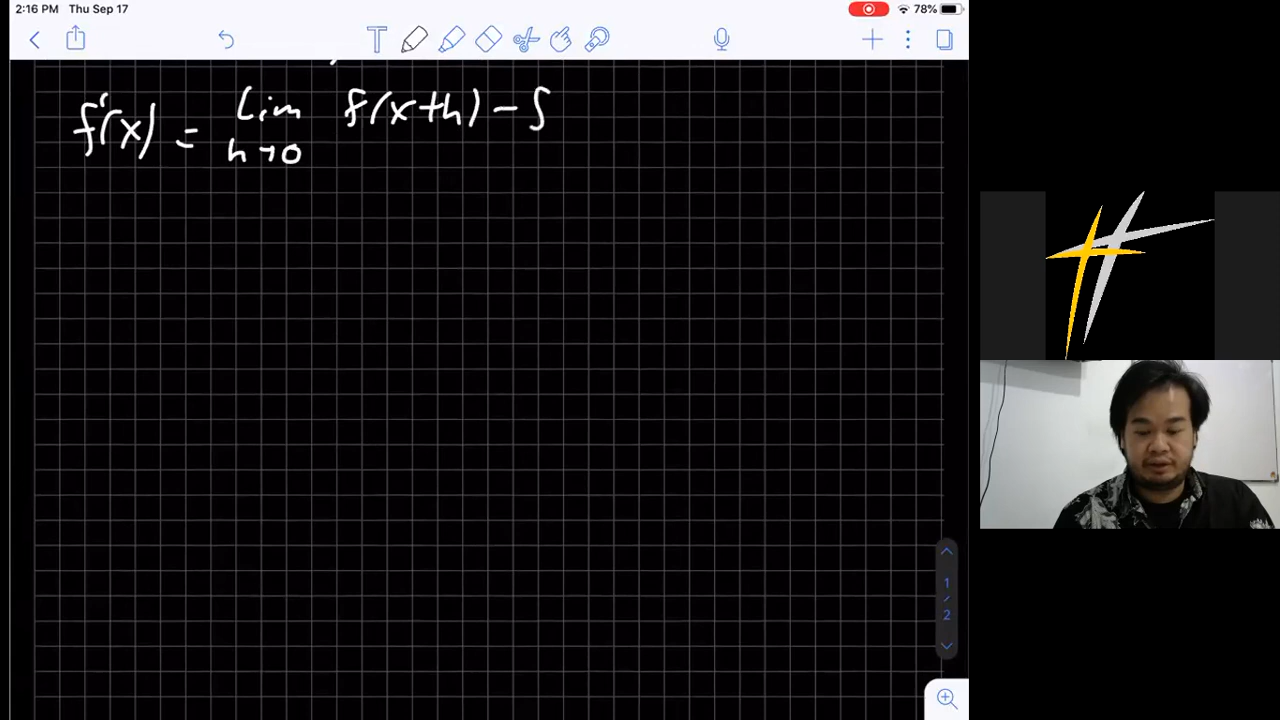 2:16 PM Thu Sep 17
78%
f'(x) = lim f(x+h) - f
h→0
1
/
2